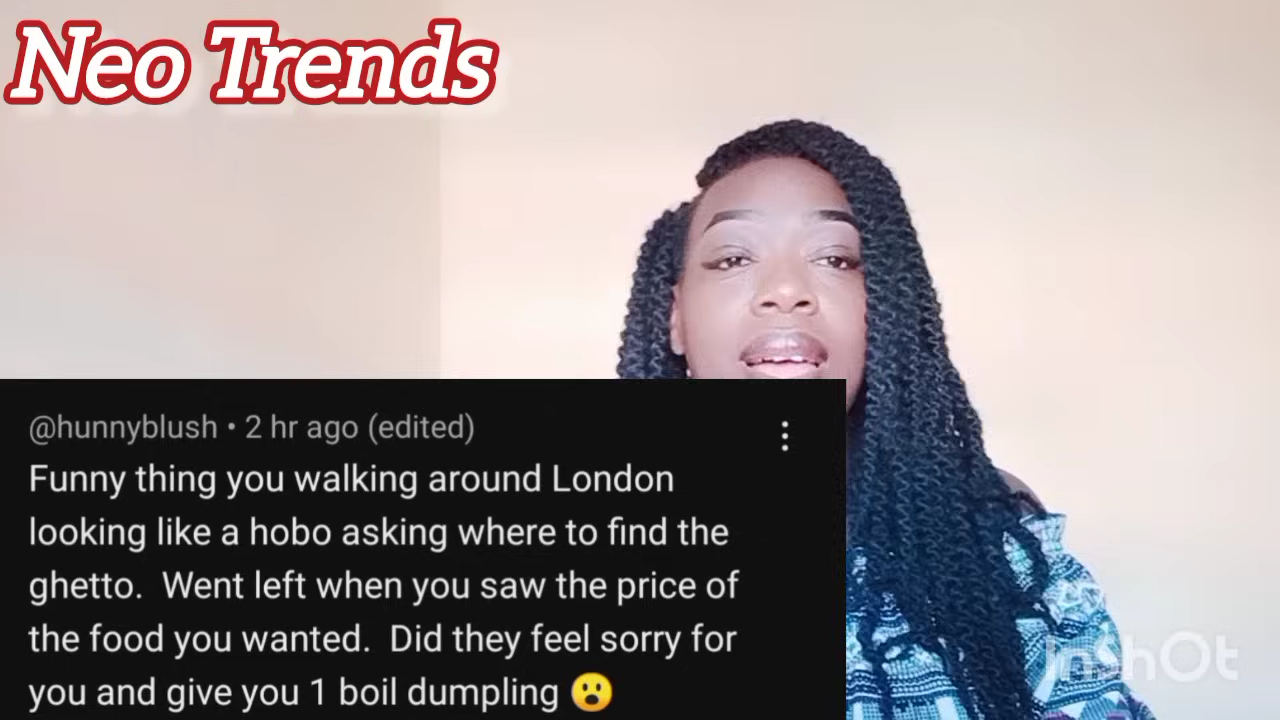 Neo Trends
@hunnyblush • 2 hr ago (edited)
Funny thing you walking around London
looking like a hobo asking where to find the
ghetto.  Went left when you saw the price of
the food you wanted.  Did they feel sorry for
you and give you 1 boil dumpling 😮
InShOt